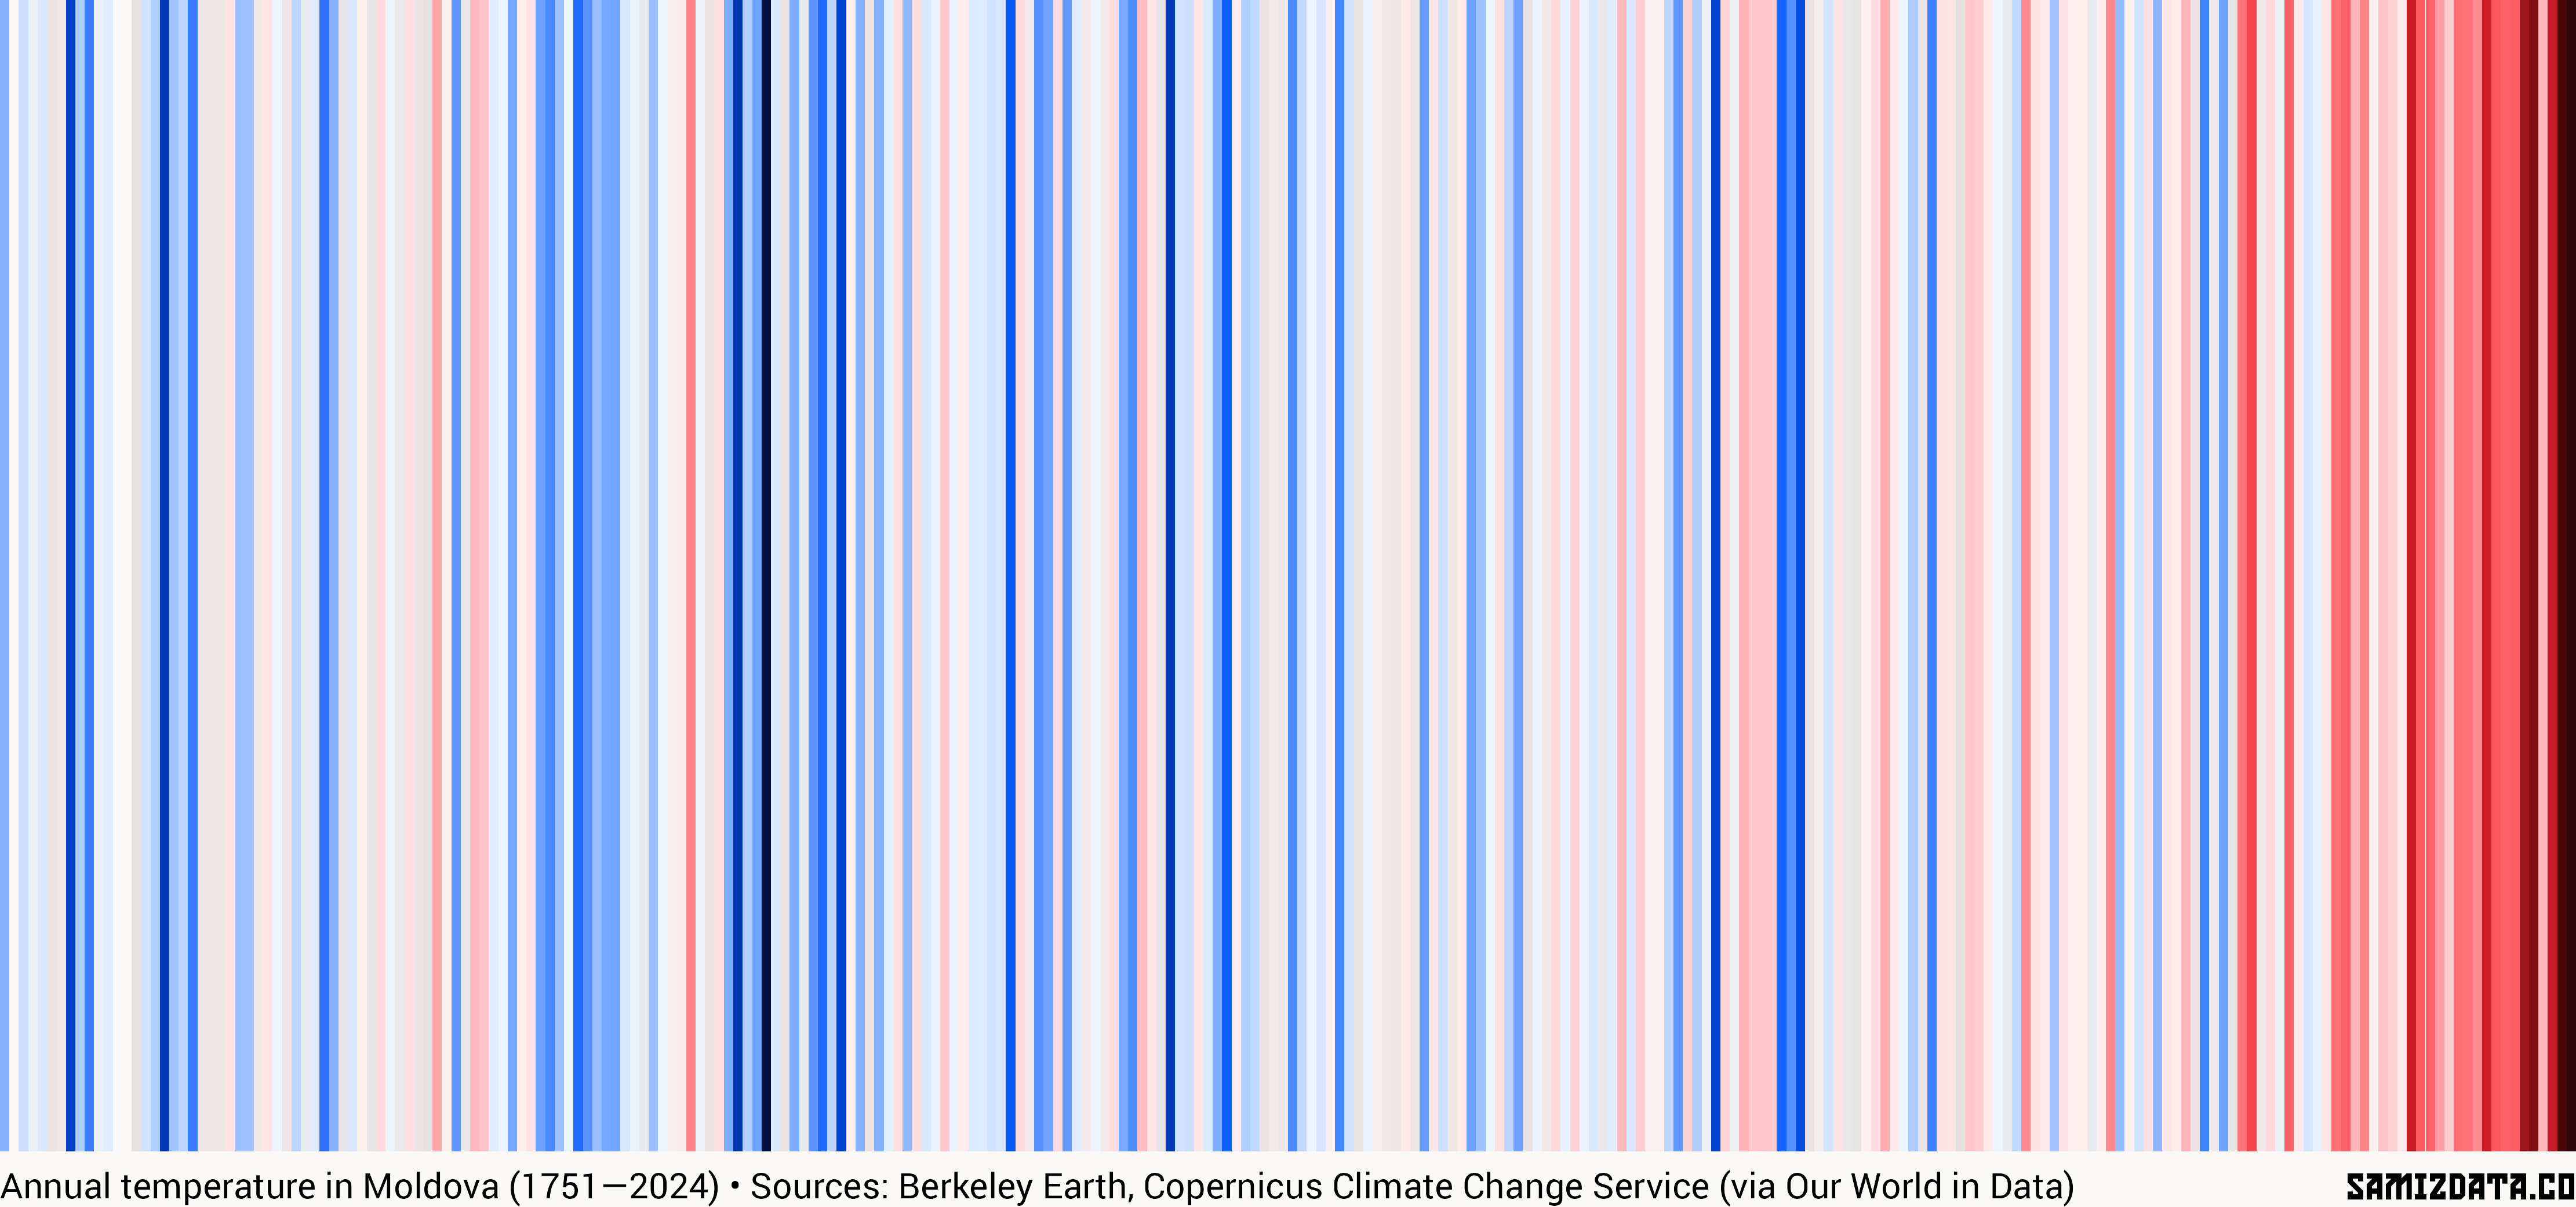 Annual temperature in Moldova (1751—2024) • Sources: Berkeley Earth, Copernicus Climate Change Service (via Our World in Data)
SAMIZDATA.CO